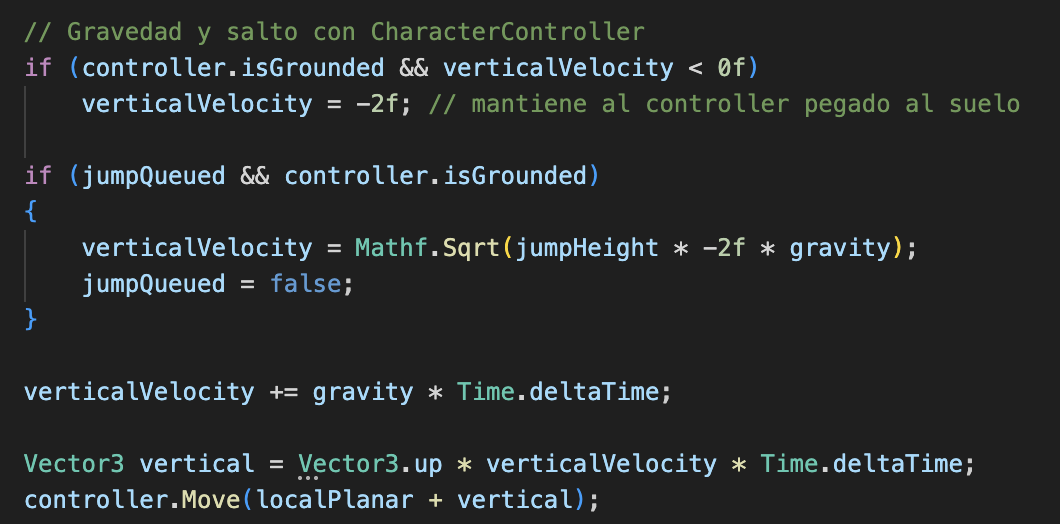 // Gravedad y salto con CharacterController
if (controller.isGrounded && verticalVelocity < 0f)
verticalVelocity = -2f; // mantiene al controller pegado al suelo
if (jumpQueued && controller.isGrounded)
{
verticalVelocity = Mathf.Sqrt(jumpHeight * -2f * gravity);
jumpQueued = false;
}
verticalVelocity += gravity * Time.deltaTime;
Vector3 vertical = Vector3.up * verticalVelocity * Time.deltaTime;
controller.Move(localPlanar + vertical);